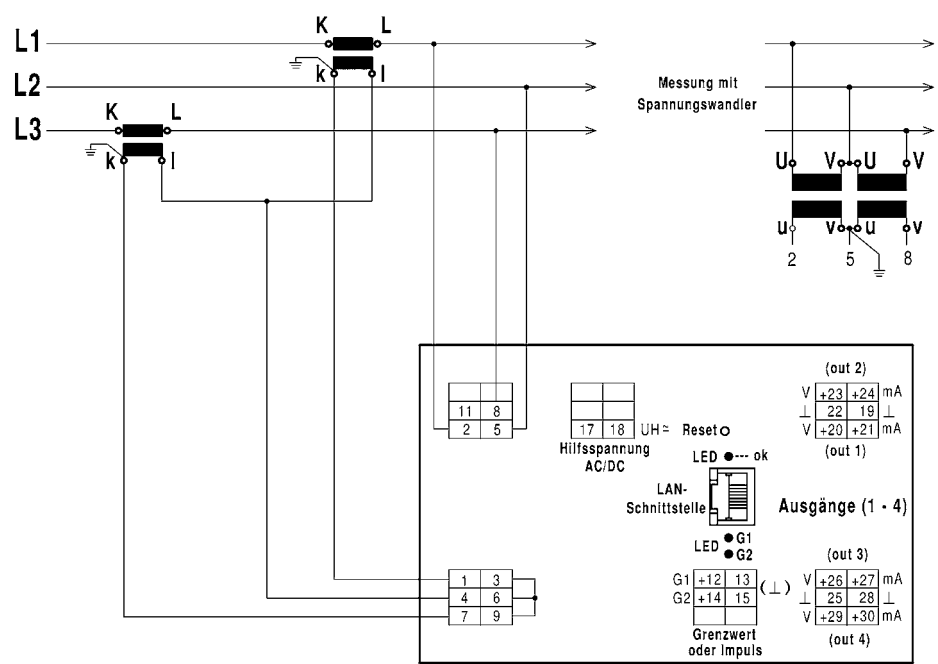 K L
L1
k l
L2
K L
L3
k l
Messung mit
Spannungswandler
U V U V
u v u v
2 5 8
11 8
2 5
17 18 UH≃
Hilfsspannung
AC/DC
Reset
LED --- ok
LAN-
Schnittstelle
LED G1
G2
(out 2)
V +23 +24 mA
⊥ 22 19 ⊥
V +20 +21 mA
(out 1)
Ausgänge (1 - 4)
1 3
4 6
7 9
G1 +12 13 (⊥)
G2 +14 15
Grenzwert
oder Impuls
(out 3)
V +26 +27 mA
⊥ 25 28 ⊥
V +29 +30 mA
(out 4)